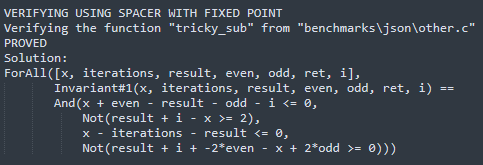 VERIFYING USING SPACER WITH FIXED POINT
Verifying the function "tricky_sub" from "benchmarks\json\other.c"
PROVED
Solution:
ForAll([x, iterations, result, even, odd, ret, i],
Invariant#1(x, iterations, result, even, odd, ret, i) ==
And(x + even - result - odd - i <= 0,
Not(result + i - x >= 2),
x - iterations - result <= 0,
Not(result + i + -2*even - x + 2*odd >= 0)))